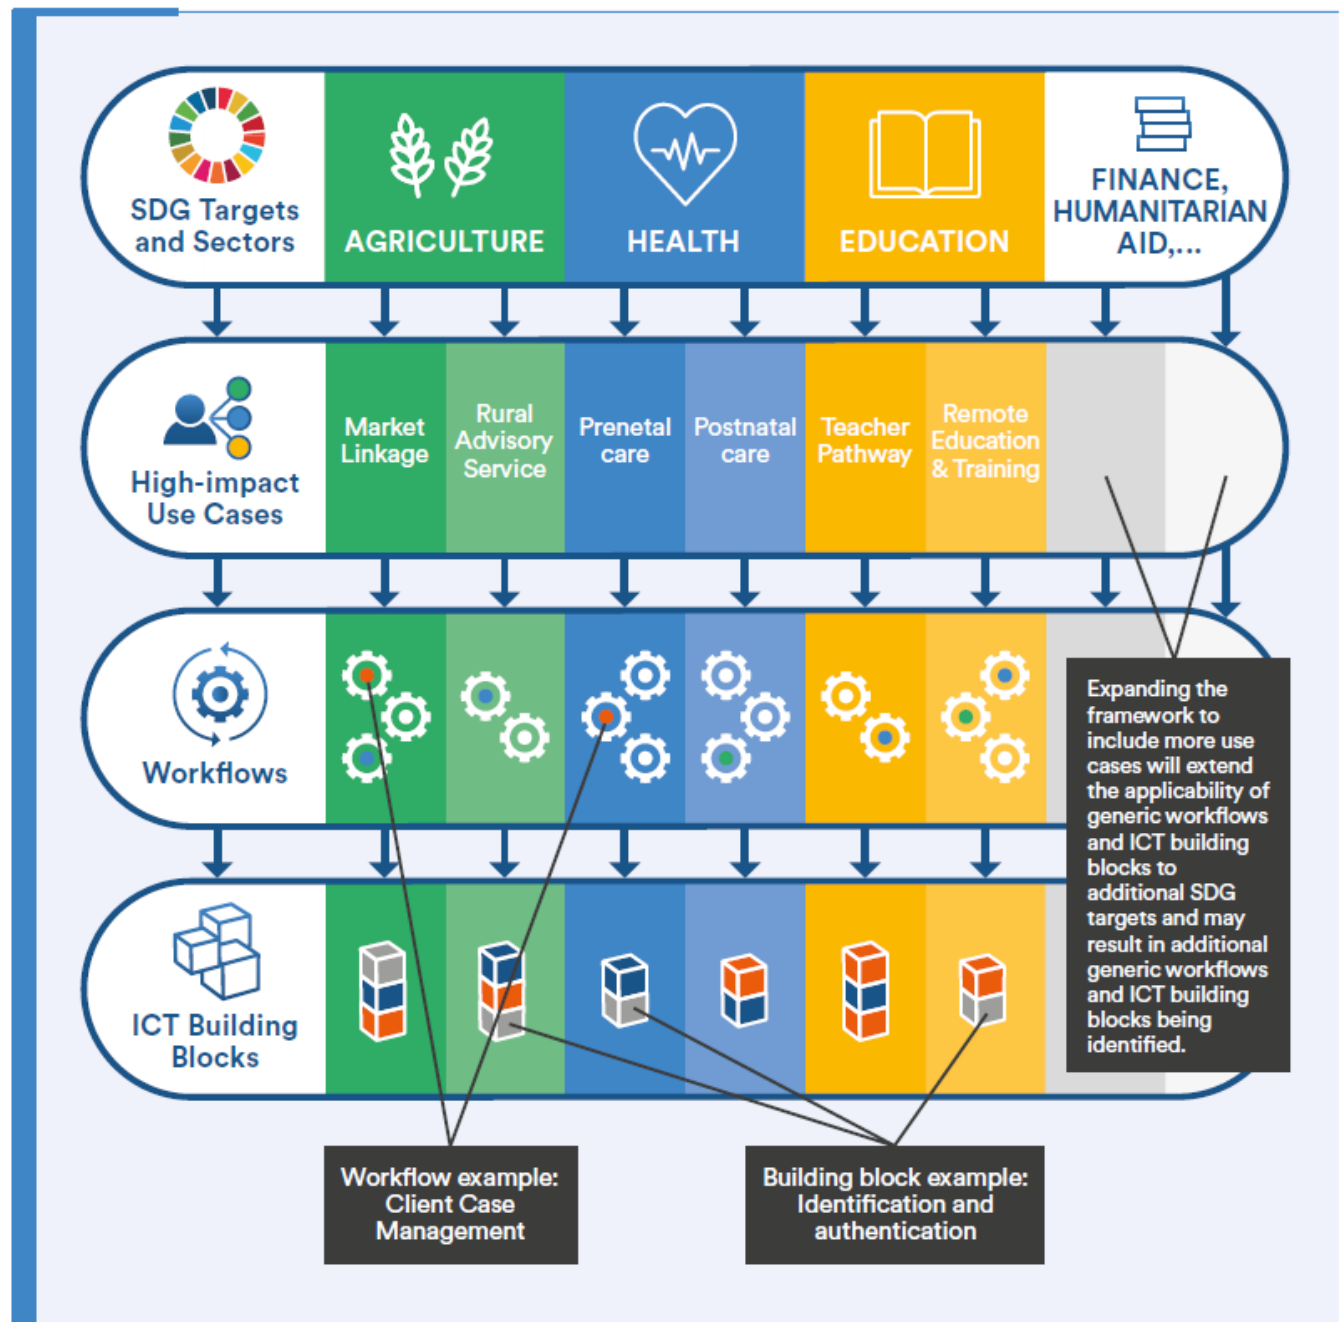 SDG Targets
and Sectors
AGRICULTURE
HEALTH
EDUCATION
FINANCE,
HUMANITARIAN
AID,...
High-impact
Use Cases
Market
Linkage
Rural
Advisory
Service
Prenetal
care
Postnatal
care
Teacher
Pathway
Remote
Education
& Training
Workflows
Expanding the
framework to
include more use
cases will extend
the applicability of
generic workflows
and ICT building
blocks to
additional SDG
targets and may
result in additional
generic workflows
and ICT building
blocks being
identified.
ICT Building
Blocks
Workflow example:
Client Case
Management
Building block example:
Identification and
authentication